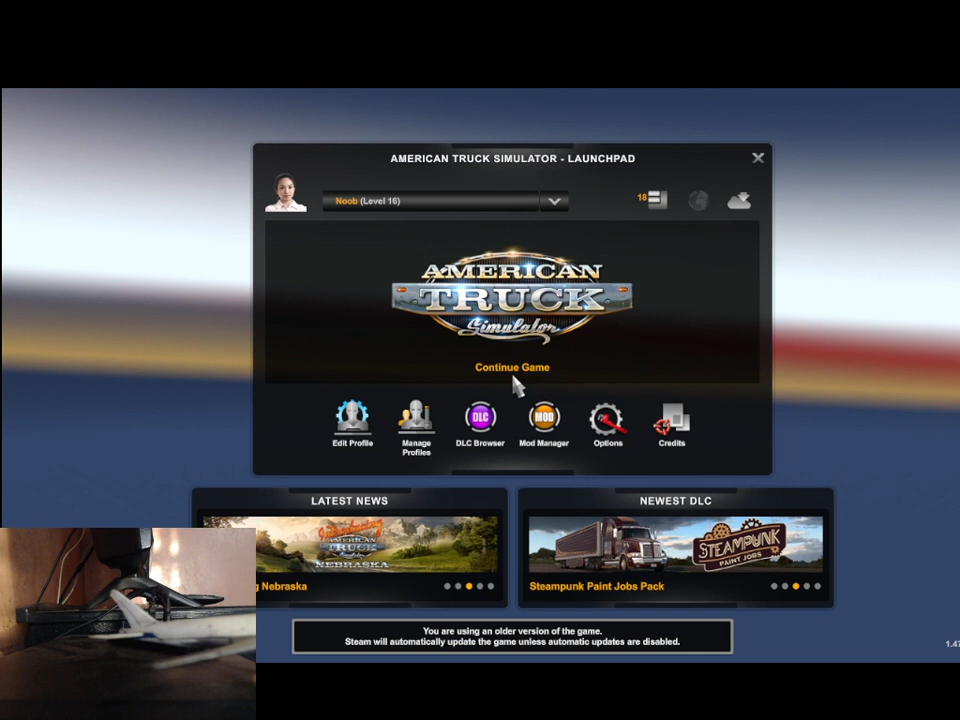 AMERICAN TRUCK SIMULATOR - LAUNCHPAD
Noob (Level 16)
18
AMERICAN
TRUCK
Simulator
Continue Game
Edit Profile
Manage
Profiles
DLC
DLC Browser
MOD
Mod Manager
Options
Credits
LATEST NEWS
Introducing
AMERICAN
TRUCK
Simulator
NEBRASKA
g Nebraska
NEWEST DLC
STEAMPUNK
PAINT JOBS
Steampunk Paint Jobs Pack
You are using an older version of the game.
Steam will automatically update the game unless automatic updates are disabled.
1.47